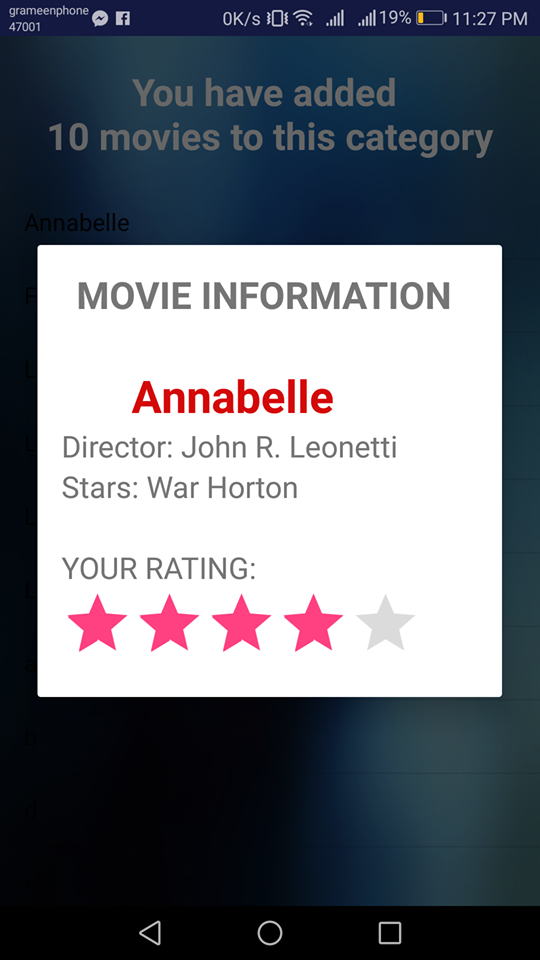 grameenphone
47001
0K/s
19%
11:27 PM
You have added
10 movies to this category
Annabelle
MOVIE INFORMATION
Annabelle
Director: John R. Leonetti
Stars: War Horton
YOUR RATING:
b
d